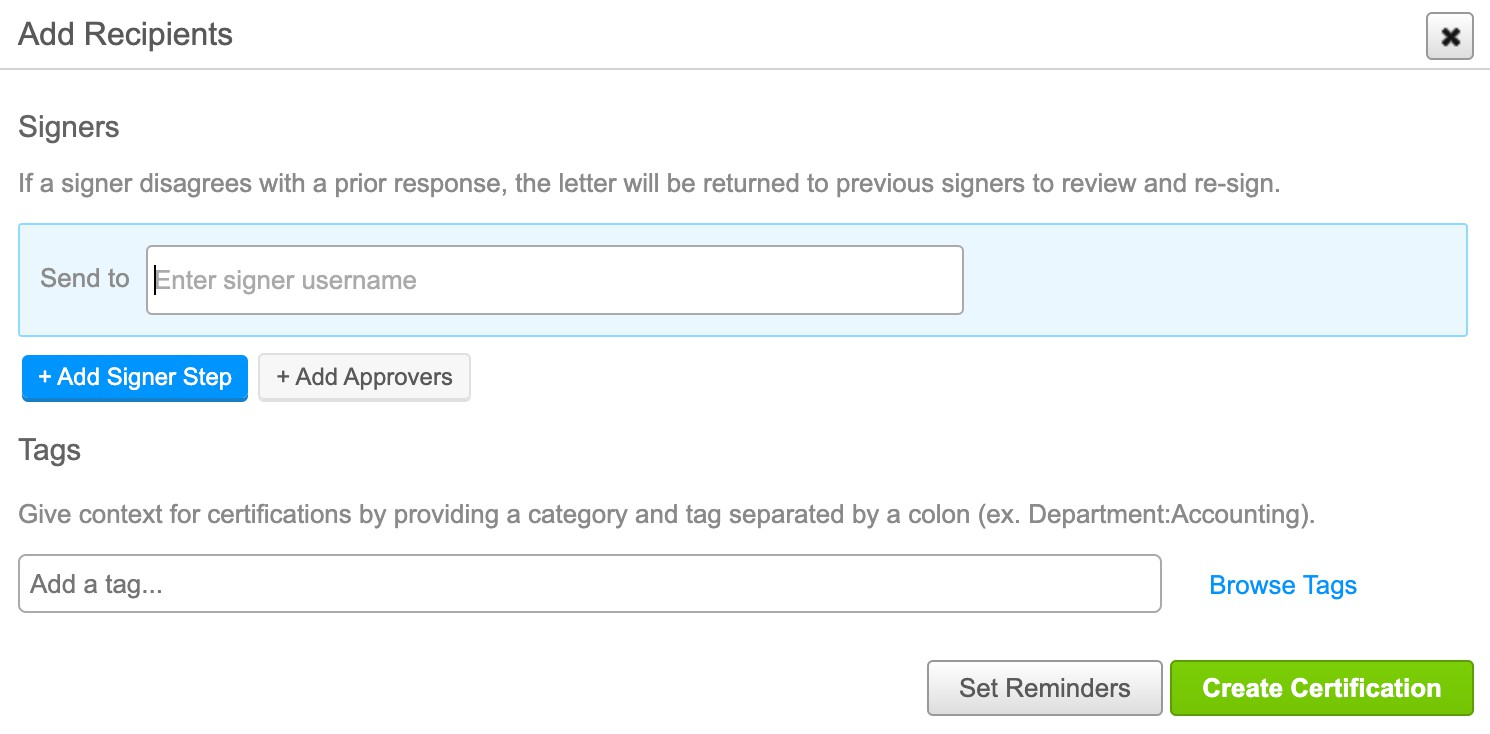 Add Recipients
Signers
If a signer disagrees with a prior response, the letter will be returned to previous signers to review and re-sign.
Send to Enter signer username
+ Add Signer Step + Add Approvers
Tags
Give context for certifications by providing a category and tag separated by a colon (ex. Department:Accounting).
Add a tag... Browse Tags
Set Reminders Create Certification